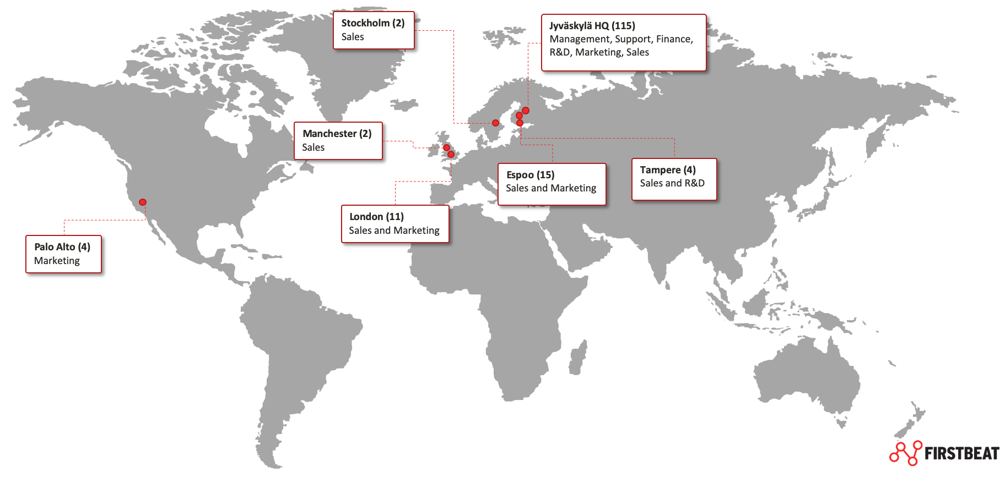 Stockholm (2)
Sales
Jyväskylä HQ (115)
Management, Support, Finance,
R&D, Marketing, Sales
Manchester (2)
Sales
Espoo (15)
Sales and Marketing
Tampere (4)
Sales and R&D
London (11)
Sales and Marketing
Palo Alto (4)
Marketing
FIRSTBEAT